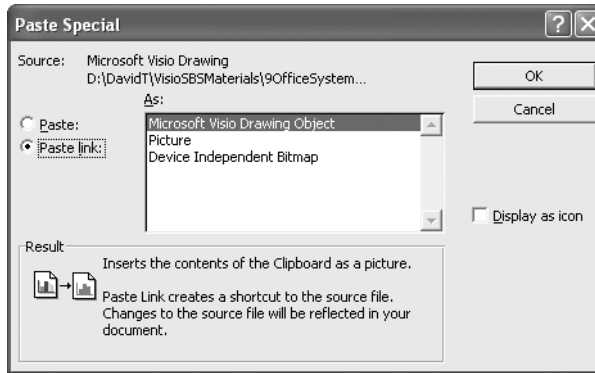 Paste Special
Source: Microsoft Visio Drawing
D:\DavidT\VisioSBSMaterials\9OfficeSystem...
OK
As:
Cancel
Paste:
Microsoft Visio Drawing Object
Paste link:
Picture
Device Independent Bitmap
Display as icon
Result
Inserts the contents of the Clipboard as a picture.
Paste Link creates a shortcut to the source file.
Changes to the source file will be reflected in your
document.